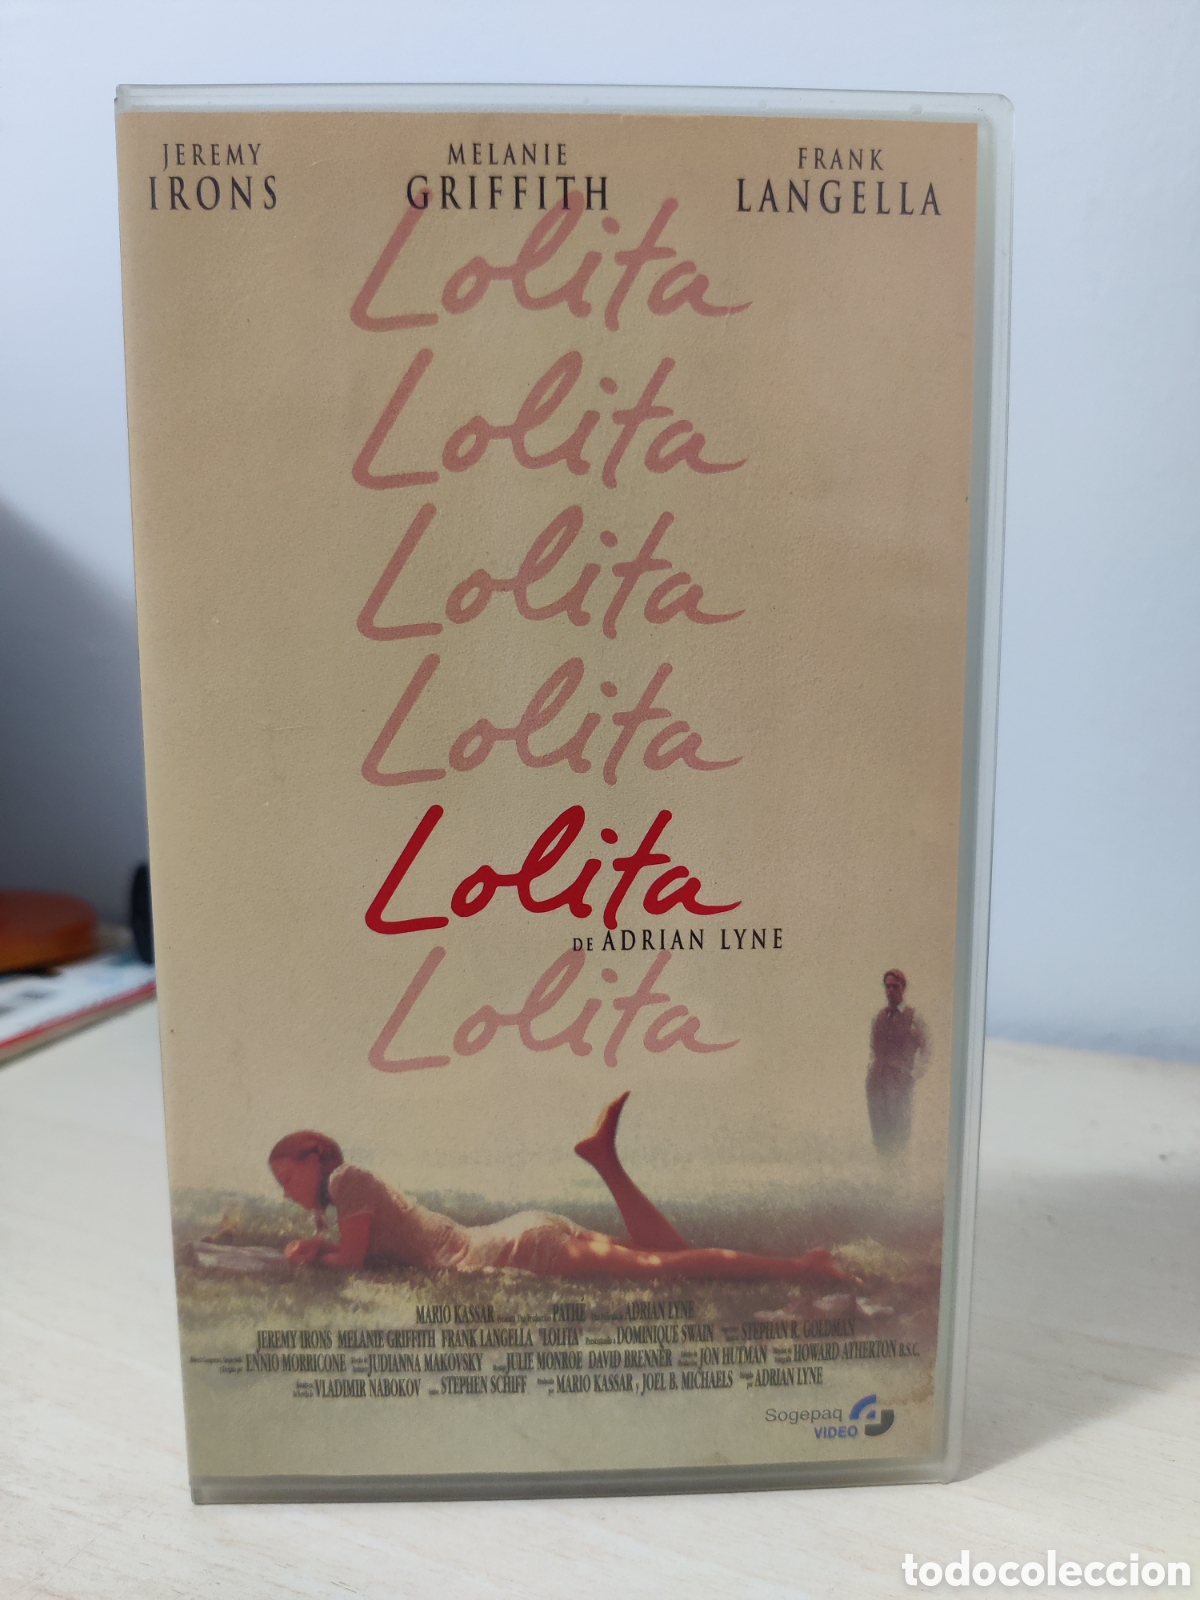 JEREMY MELANIE FRANK
IRONS GRIFFITH LANGELLA
Lolita
Lolita
Lolita
Lolita
Lolita
DE ADRIAN LYNE
Lolita
MARIO KASSAR PATHÉ ADRIAN LYNE
JEREMY IRONS MELANIE GRIFFITH FRANK LANGELLA "LOLITA" DOMINIQUE SWAIN STEPHAN R. GOLDMAN
ENNIO MORRICONE JUDIANNA MAKOVSKY JULIE MONROE DAVID BRENNER JON HUTMAN HOWARD ATHERTON B.S.C.
VLADIMIR NABOKOV STEPHEN SCHIFF MARIO KASSAR Y JOEL B. MICHAELS ADRIAN LYNE
Sogepaq
VIDEO
todocoleccion